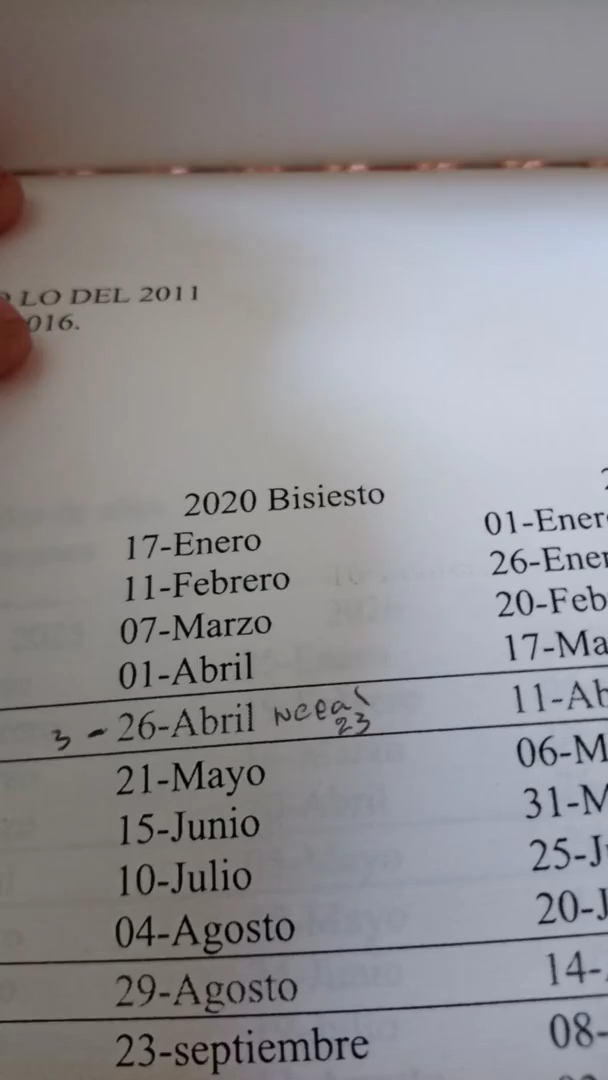 LO DEL 2011
016.
2020 Bisiesto
17-Enero
11-Febrero
07-Marzo
01-Abril
3 - 26-Abril
23
21-Mayo
15-Junio
10-Julio
04-Agosto
29-Agosto
23-septiembre
01-Ener
26-Ener
20-Feb
17-Ma
11-Ab
06-M
31-M
25-J
20-J
14-
08-